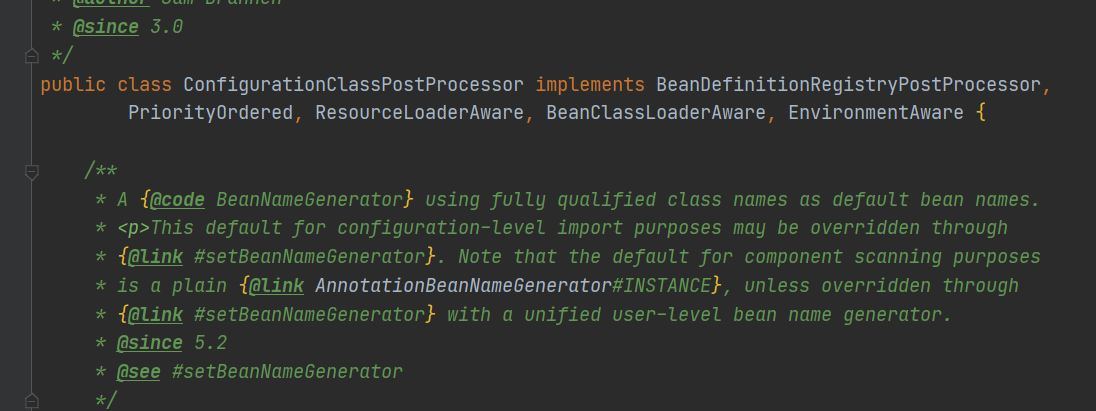 * @author Sam Brannen
* @since 3.0
*/
public class ConfigurationClassPostProcessor implements BeanDefinitionRegistryPostProcessor,
PriorityOrdered, ResourceLoaderAware, BeanClassLoaderAware, EnvironmentAware {
/**
* A {@code BeanNameGenerator} using fully qualified class names as default bean names.
* <p>This default for configuration-level import purposes may be overridden through
* {@link #setBeanNameGenerator}. Note that the default for component scanning purposes
* is a plain {@link AnnotationBeanNameGenerator#INSTANCE}, unless overridden through
* {@link #setBeanNameGenerator} with a unified user-level bean name generator.
* @since 5.2
* @see #setBeanNameGenerator
*/